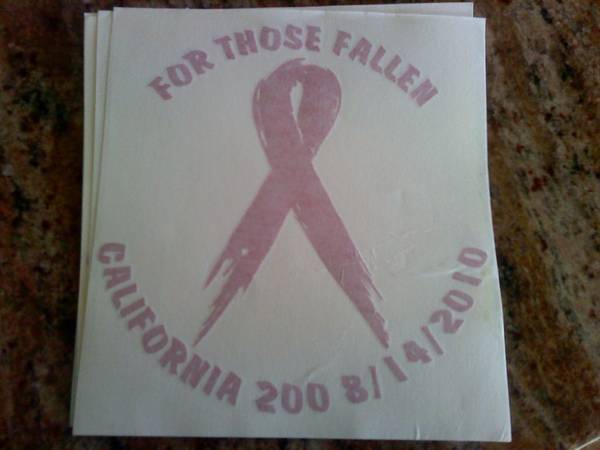 FOR THOSE FALLEN
CALIFORNIA 200 8/14/2010